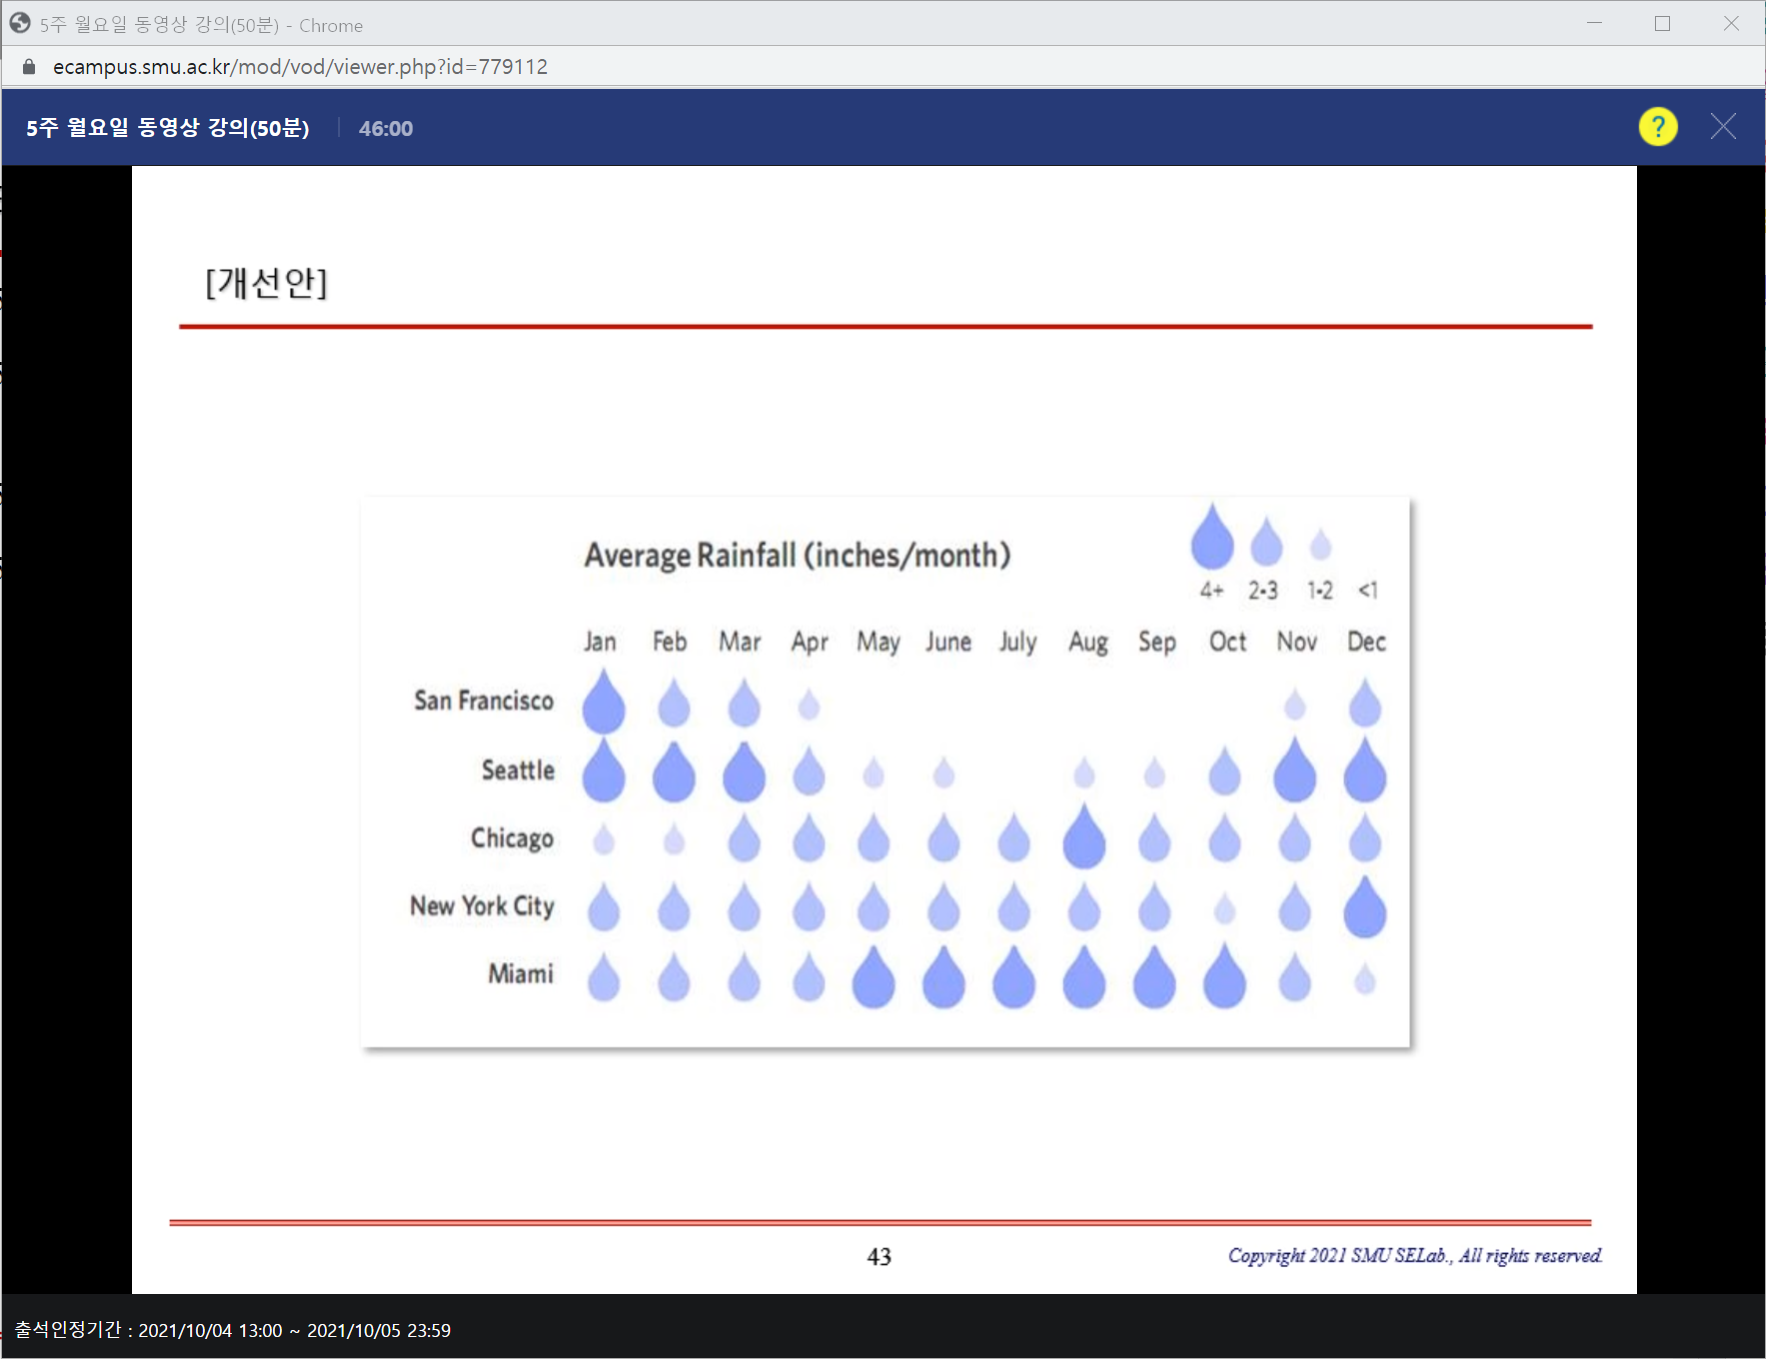 5주 월요일 동영상 강의(50분) - Chrome
ecampus.smu.ac.kr/mod/vod/viewer.php?id=779112
5주 월요일 동영상 강의(50분) 46:00 ?
[개선안]
Average Rainfall (inches/month)
4+ 2-3 1-2 <1
Jan Feb Mar Apr May June July Aug Sep Oct Nov Dec
San Francisco
Seattle
Chicago
New York City
Miami
43
Copyright 2021 SMU SELab., All rights reserved.
출석인정기간 : 2021/10/04 13:00 ~ 2021/10/05 23:59